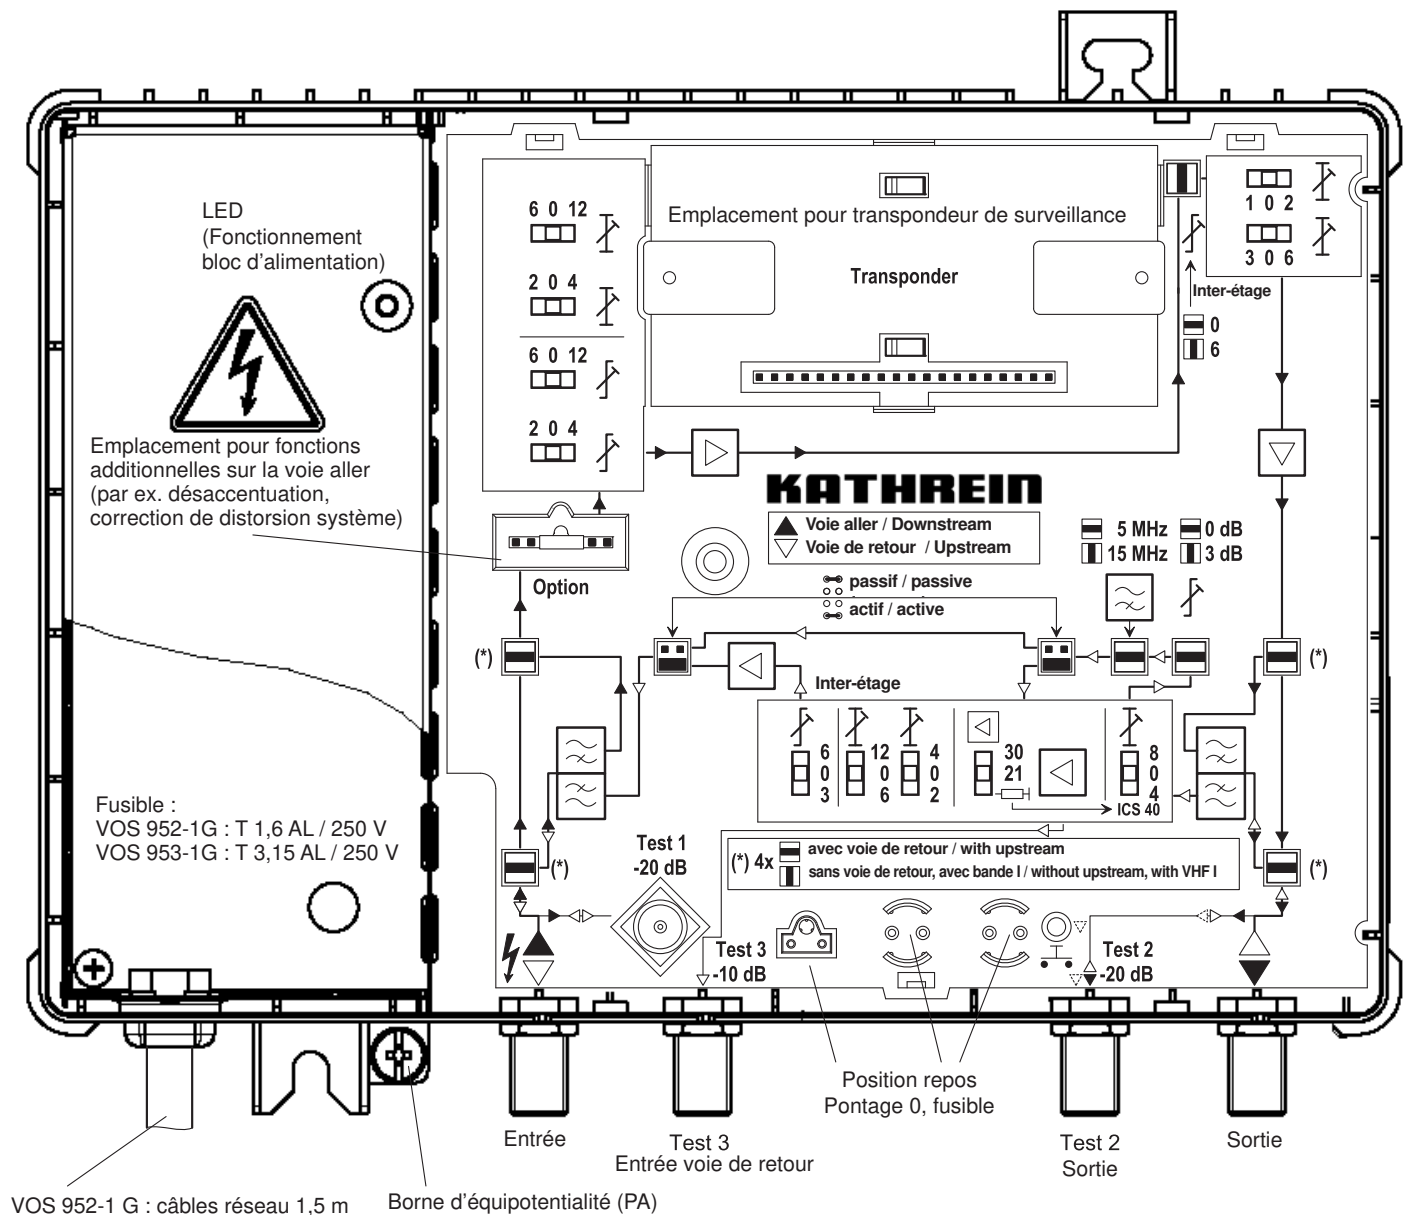 LED
(Fonctionnement
bloc d'alimentation)
6 0 12
2 0 4
6 0 12
2 0 4
Emplacement pour transpondeur de surveillance
Transponder
1 0 2
3 0 6
Inter-étage
0
6
Emplacement pour fonctions
additionnelles sur la voie aller
(par ex. désaccentuation,
correction de distorsion système)
KATHREIN
Voie aller / Downstream
Voie de retour / Upstream
5 MHz 0 dB
15 MHz 3 dB
Option
passif / passive
actif / active
(*)
(*)
Inter-étage
6
0
3
12
0
6
4
0
2
30
21
8
0
4
ICS 40
Fusible :
VOS 952-1G : T 1,6 AL / 250 V
VOS 953-1G : T 3,15 AL / 250 V
Test 1
-20 dB
(*)
(*) 4x
avec voie de retour / with upstream
sans voie de retour, avec bande I / without upstream, with VHF I
(*)
Test 3
-10 dB
Test 2
-20 dB
Position repos
Pontage 0, fusible
Entrée
Test 3
Entrée voie de retour
Test 2
Sortie
Sortie
VOS 952-1 G : câbles réseau 1,5 m
Borne d'équipotentialité (PA)